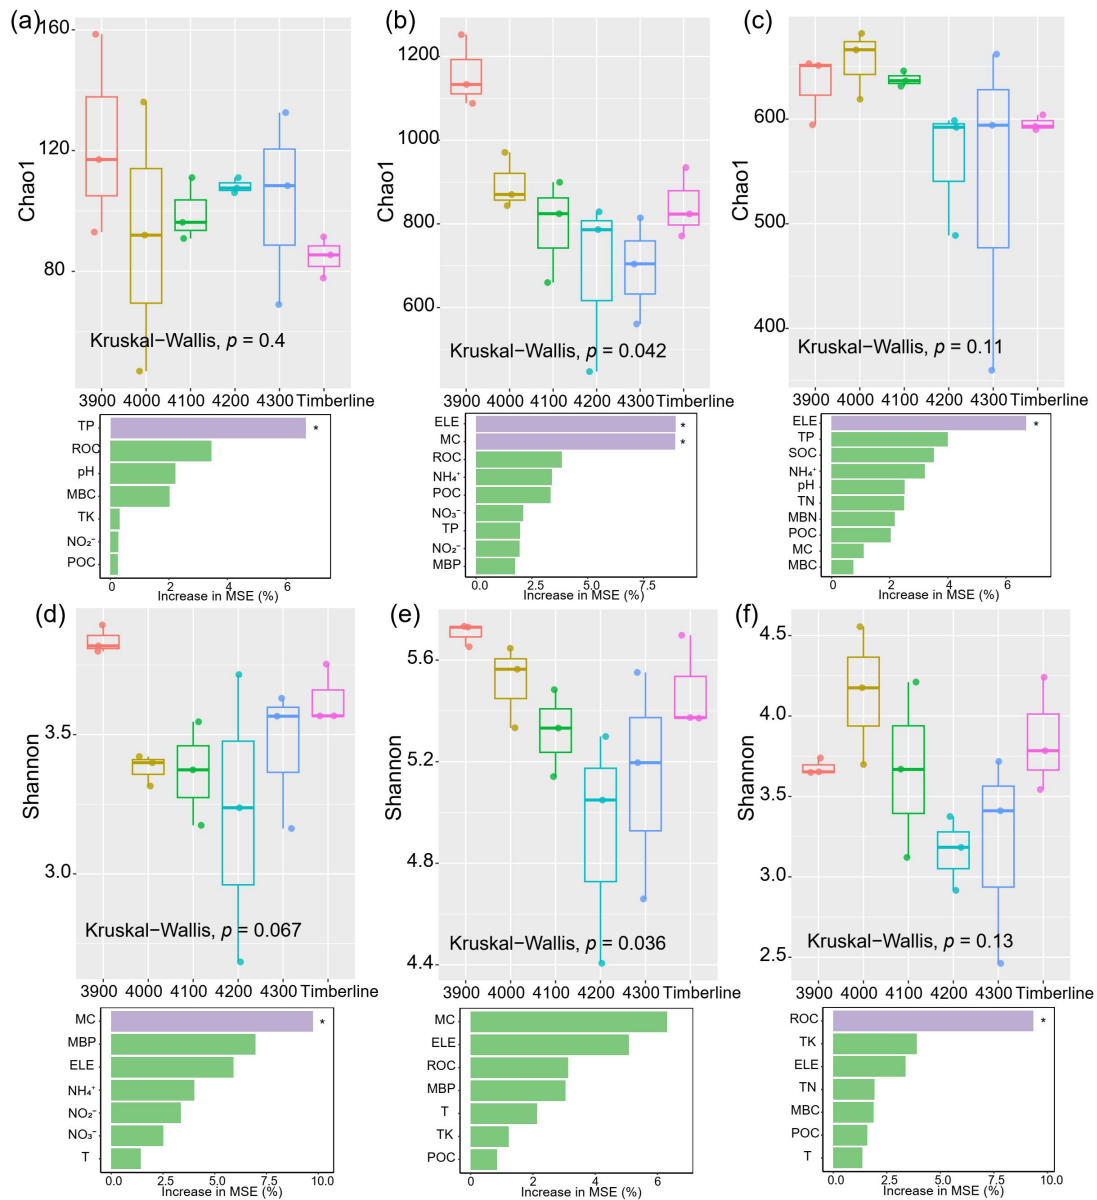 (a)
160
120
80
Chao1
Kruskal−Wallis, p = 0.4
3900 4000 4100 4200 4300 Timberline
TP *
ROC
pH
MBC
TK
NO₂⁻
POC
0 2 4 6
Increase in MSE (%)
(b)
1200
1000
800
600
Chao1
Kruskal−Wallis, p = 0.042
3900 4000 4100 4200 4300 Timberline
ELE *
MC *
ROC
NH₄⁺
POC
NO₃⁻
TP
NO₂⁻
MBP
0.0 2.5 5.0 7.5
Increase in MSE (%)
(c)
600
500
400
Chao1
Kruskal−Wallis, p = 0.11
3900 4000 4100 4200 4300 Timberline
ELE *
TP
SOC
NH₄⁺
pH
TN
MBN
POC
MC
MBC
0 2 4 6
Increase in MSE (%)
(d)
3.5
3.0
Shannon
Kruskal−Wallis, p = 0.067
3900 4000 4100 4200 4300 Timberline
MC *
MBP
ELE
NH₄⁺
NO₂⁻
NO₃⁻
T
0.0 2.5 5.0 7.5 10.0
Increase in MSE (%)
(e)
5.6
5.2
4.8
4.4
Shannon
Kruskal−Wallis, p = 0.036
3900 4000 4100 4200 4300 Timberline
MC
ELE
ROC
MBP
T
TK
POC
0 2 4 6
Increase in MSE (%)
(f)
4.5
4.0
3.5
3.0
2.5
Shannon
Kruskal−Wallis, p = 0.13
3900 4000 4100 4200 4300 Timberline
ROC *
TK
ELE
TN
MBC
POC
T
0.0 2.5 5.0 7.5 10.0
Increase in MSE (%)